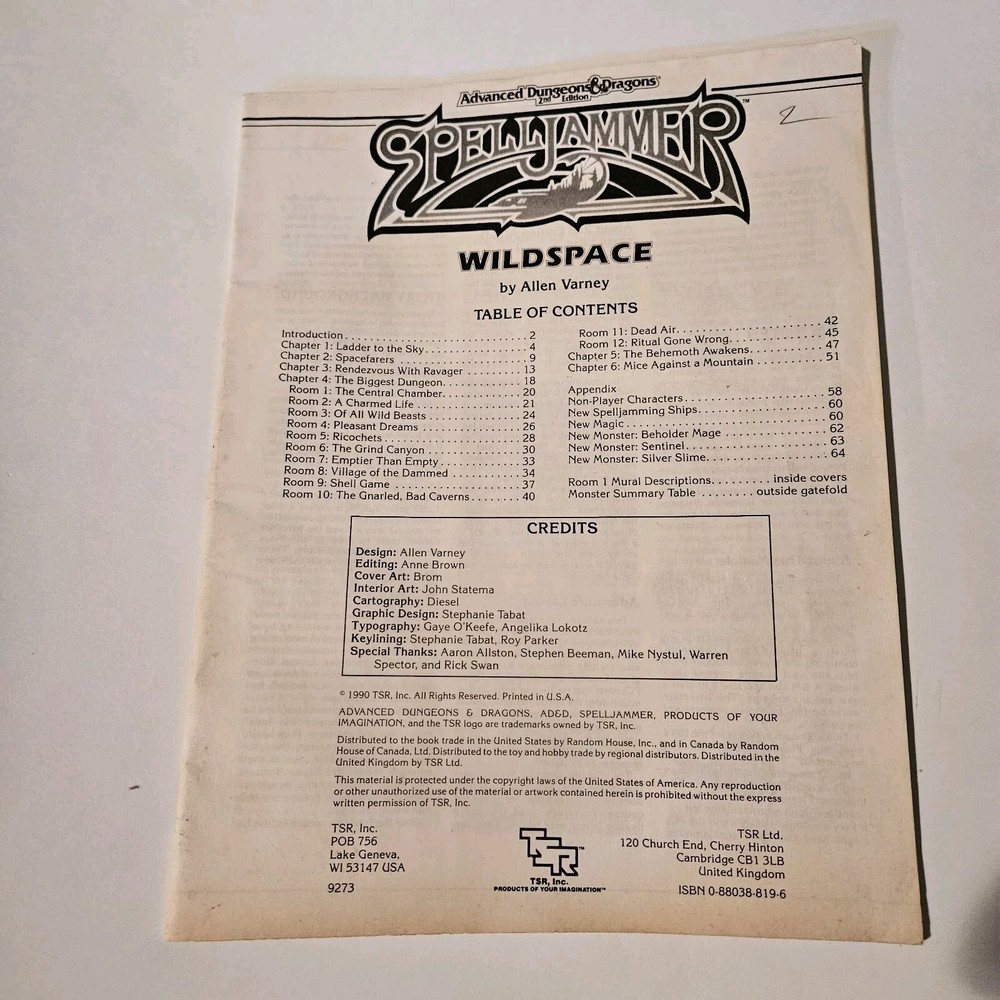 Advanced Dungeons & Dragons
2nd Edition
SPELLJAMMER™
2
WILDSPACE
by Allen Varney
TABLE OF CONTENTS
Introduction . . . . . . . . . . . . . . . . . . . . . . . . . . . . . 2
Chapter 1: Ladder to the Sky . . . . . . . . . . . . . . . . 4
Chapter 2: Spacefarers . . . . . . . . . . . . . . . . . . . . . 9
Chapter 3: Rendezvous With Ravager . . . . . . . . . 13
Chapter 4: The Biggest Dungeon. . . . . . . . . . . . . 18
Room 1: The Central Chamber. . . . . . . . . . . . . . 20
Room 2: A Charmed Life . . . . . . . . . . . . . . . . . . 21
Room 3: Of All Wild Beasts . . . . . . . . . . . . . . . . 24
Room 4: Pleasant Dreams . . . . . . . . . . . . . . . . . 26
Room 5: Ricochets . . . . . . . . . . . . . . . . . . . . . . . 28
Room 6: The Grind Canyon . . . . . . . . . . . . . . . . 30
Room 7: Emptier Than Empty . . . . . . . . . . . . . . 33
Room 8: Village of the Damned . . . . . . . . . . . . . 34
Room 9: Shell Game . . . . . . . . . . . . . . . . . . . . . 37
Room 10: The Gnarled, Bad Caverns . . . . . . . . 40
Room 11: Dead Air. . . . . . . . . . . . . . . . . . . . . . . 42
Room 12: Ritual Gone Wrong. . . . . . . . . . . . . . . 45
Chapter 5: The Behemoth Awakens. . . . . . . . . . . 47
Chapter 6: Mice Against a Mountain . . . . . . . . . . 51
Appendix
Non-Player Characters. . . . . . . . . . . . . . . . . . . . . 58
New Spelljamming Ships. . . . . . . . . . . . . . . . . . . 60
New Magic . . . . . . . . . . . . . . . . . . . . . . . . . . . . . 60
New Monster: Beholder Mage . . . . . . . . . . . . . . . 62
New Monster: Sentinel . . . . . . . . . . . . . . . . . . . . 63
New Monster: Silver Slime. . . . . . . . . . . . . . . . . . 64
Room 1 Mural Descriptions. . . . . . . . . inside covers
Monster Summary Table . . . . . . . . outside gatefold
CREDITS
Design: Allen Varney
Editing: Anne Brown
Cover Art: Brom
Interior Art: John Statema
Cartography: Diesel
Graphic Design: Stephanie Tabat
Typography: Gaye O'Keefe, Angelika Lokotz
Keylining: Stephanie Tabat, Roy Parker
Special Thanks: Aaron Allston, Stephen Beeman, Mike Nystul, Warren
Spector, and Rick Swan
© 1990 TSR, Inc. All Rights Reserved. Printed in U.S.A.
ADVANCED DUNGEONS & DRAGONS, AD&D, SPELLJAMMER, PRODUCTS OF YOUR
IMAGINATION, and the TSR logo are trademarks owned by TSR, Inc.
Distributed to the book trade in the United States by Random House, Inc., and in Canada by Random
House of Canada, Ltd. Distributed to the toy and hobby trade by regional distributors. Distributed in the
United Kingdom by TSR Ltd.
This material is protected under the copyright laws of the United States of America. Any reproduction
or other unauthorized use of the material or artwork contained herein is prohibited without the express
written permission of TSR, Inc.
TSR, Inc.
POB 756
Lake Geneva,
WI 53147 USA
9273
TSR™
TSR, Inc.
PRODUCTS OF YOUR IMAGINATION™
TSR Ltd.
120 Church End, Cherry Hinton
Cambridge CB1 3LB
United Kingdom
ISBN 0-88038-819-6